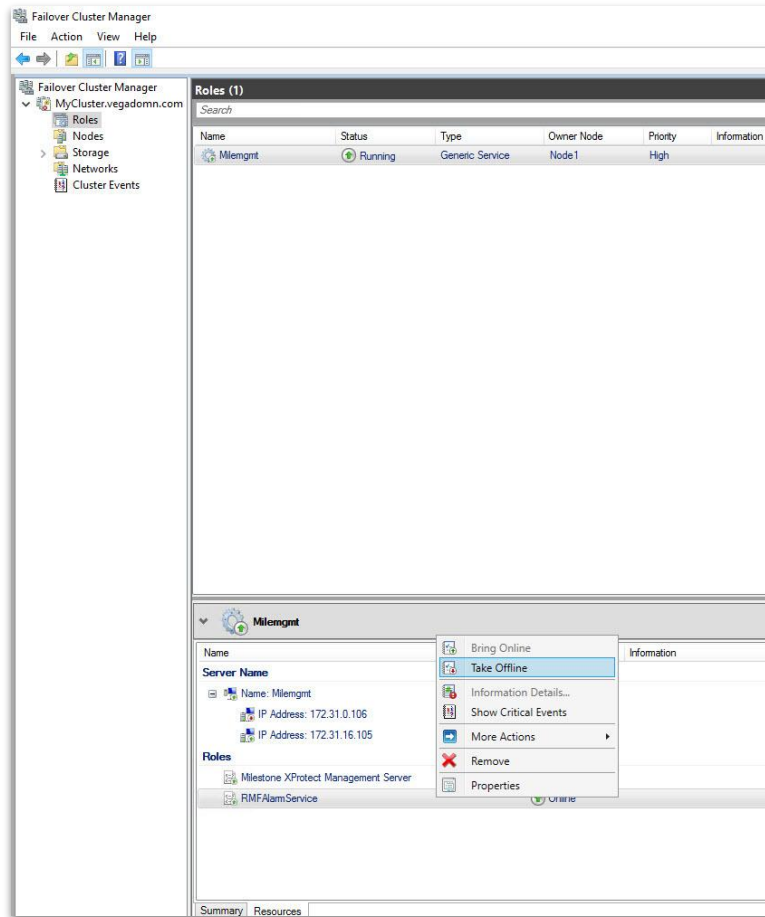 Failover Cluster Manager
File Action View Help
Failover Cluster Manager
MyCluster.vegadomn.com
Roles
Nodes
Storage
Networks
Cluster Events
Roles (1)
Search
Name Status Type Owner Node Priority Information
Milemgmt Running Generic Service Node1 High
Milemgmt
Name Information
Server Name
Name: Milemgmt
IP Address: 172.31.0.106
IP Address: 172.31.16.105
Roles
Milestone XProtect Management Server
RMFAlarmService Online
Bring Online
Take Offline
Information Details...
Show Critical Events
More Actions
Remove
Properties
Summary Resources